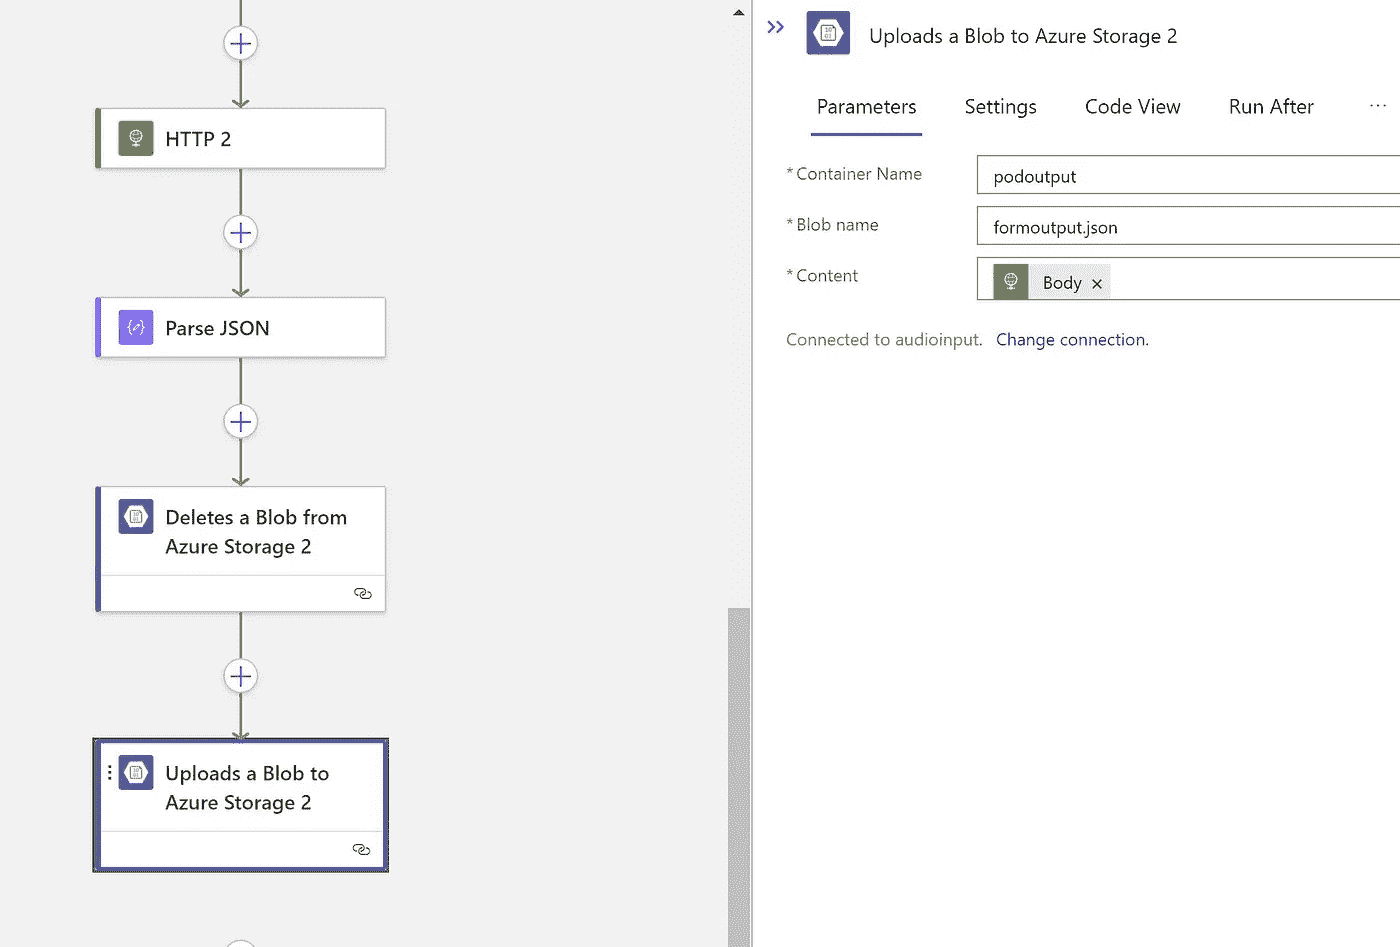 HTTP 2
Parse JSON
Deletes a Blob from
Azure Storage 2
Uploads a Blob to
Azure Storage 2
Uploads a Blob to Azure Storage 2
Parameters Settings Code View Run After ...
*Container Name podoutput
*Blob name formoutput.json
*Content Body ×
Connected to audioinput. Change connection.